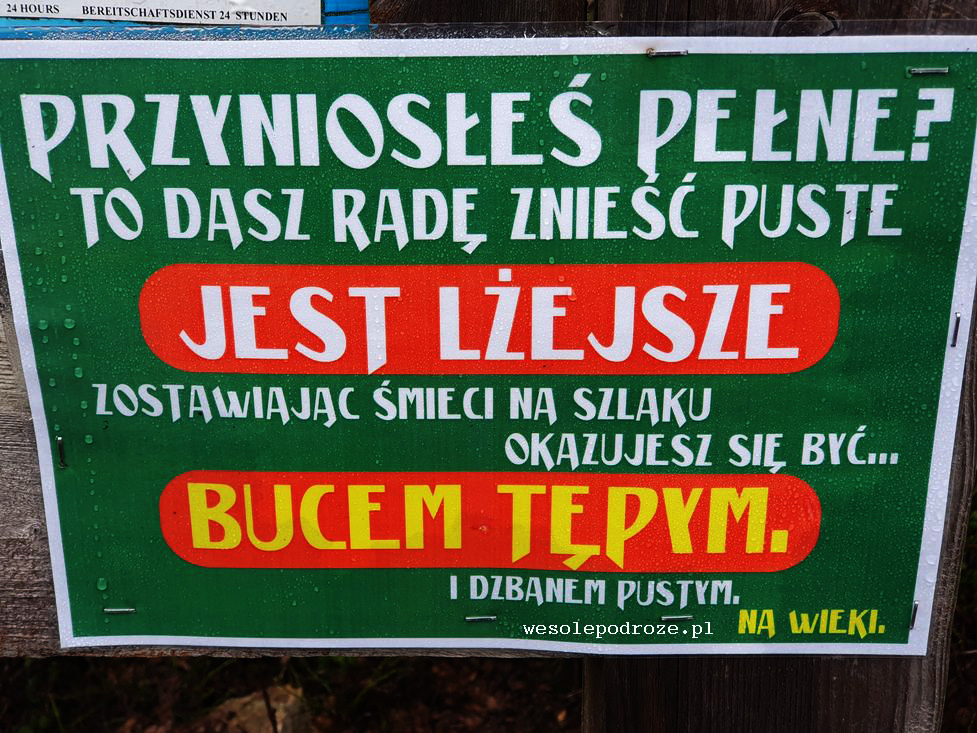 24 HOURS BEREITSCHAFTSDIENST 24 STUNDEN
PRZYNIOSŁEŚ PEŁNE?
TO DASZ RADĘ ZNIEŚĆ PUSTE
JEST LŻEJSZE
ZOSTAWIAJĄC ŚMIECI NA SZLAKU
OKAZUJESZ SIĘ BYĆ...
BUCEM TĘPYM.
I DZBANEM PUSTYM.
NA WIEKI.
wesolepodroze.pl